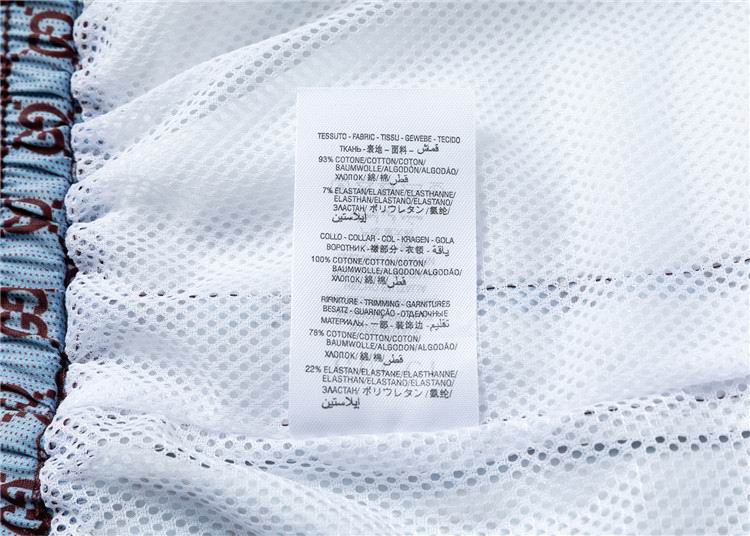 TESSUTO - FABRIC - TISSU - GEWEBE - TECIDO
ТКАНЬ - 表地 - 面料 - قماش
93% COTONE/COTTON/COTON/
BAUMWOLLE/ALGODÓN/ALGODÃO/
ХЛОПОК/ 綿/ 棉/ قطن
7% ELASTAN/ELASTANE/ELASTHANNE/
ELASTHAN/ELASTANO/ELASTANO/
ЭЛАСТАН/ ポリウレタン/ 氨纶/
إيلاستين
COLLO - COLLAR - COL - KRAGEN - GOLA
ВОРОТНИК - 襟部分 - 衣领 - ياقة
100% COTONE/COTTON/COTON/
BAUMWOLLE/ALGODÓN/ALGODÃO/
ХЛОПОК/ 綿/ 棉/ قطن
RIFINITURE - TRIMMING - GARNITURES
BESATZ - GUARNIÇÃO - ОТДЕЛОЧНЫЕ
МАТЕРИАЛЫ - 一部 - 装饰边 - تقليم
78% COTONE/COTTON/COTON/
BAUMWOLLE/ALGODÓN/ALGODÃO/
ХЛОПОК/ 綿/ 棉/ قطن
22% ELASTAN/ELASTANE/ELASTHANNE/
ELASTHAN/ELASTANO/ELASTANO/
ЭЛАСТАН/ ポリウレタン/ 氨纶/
إيلاستين